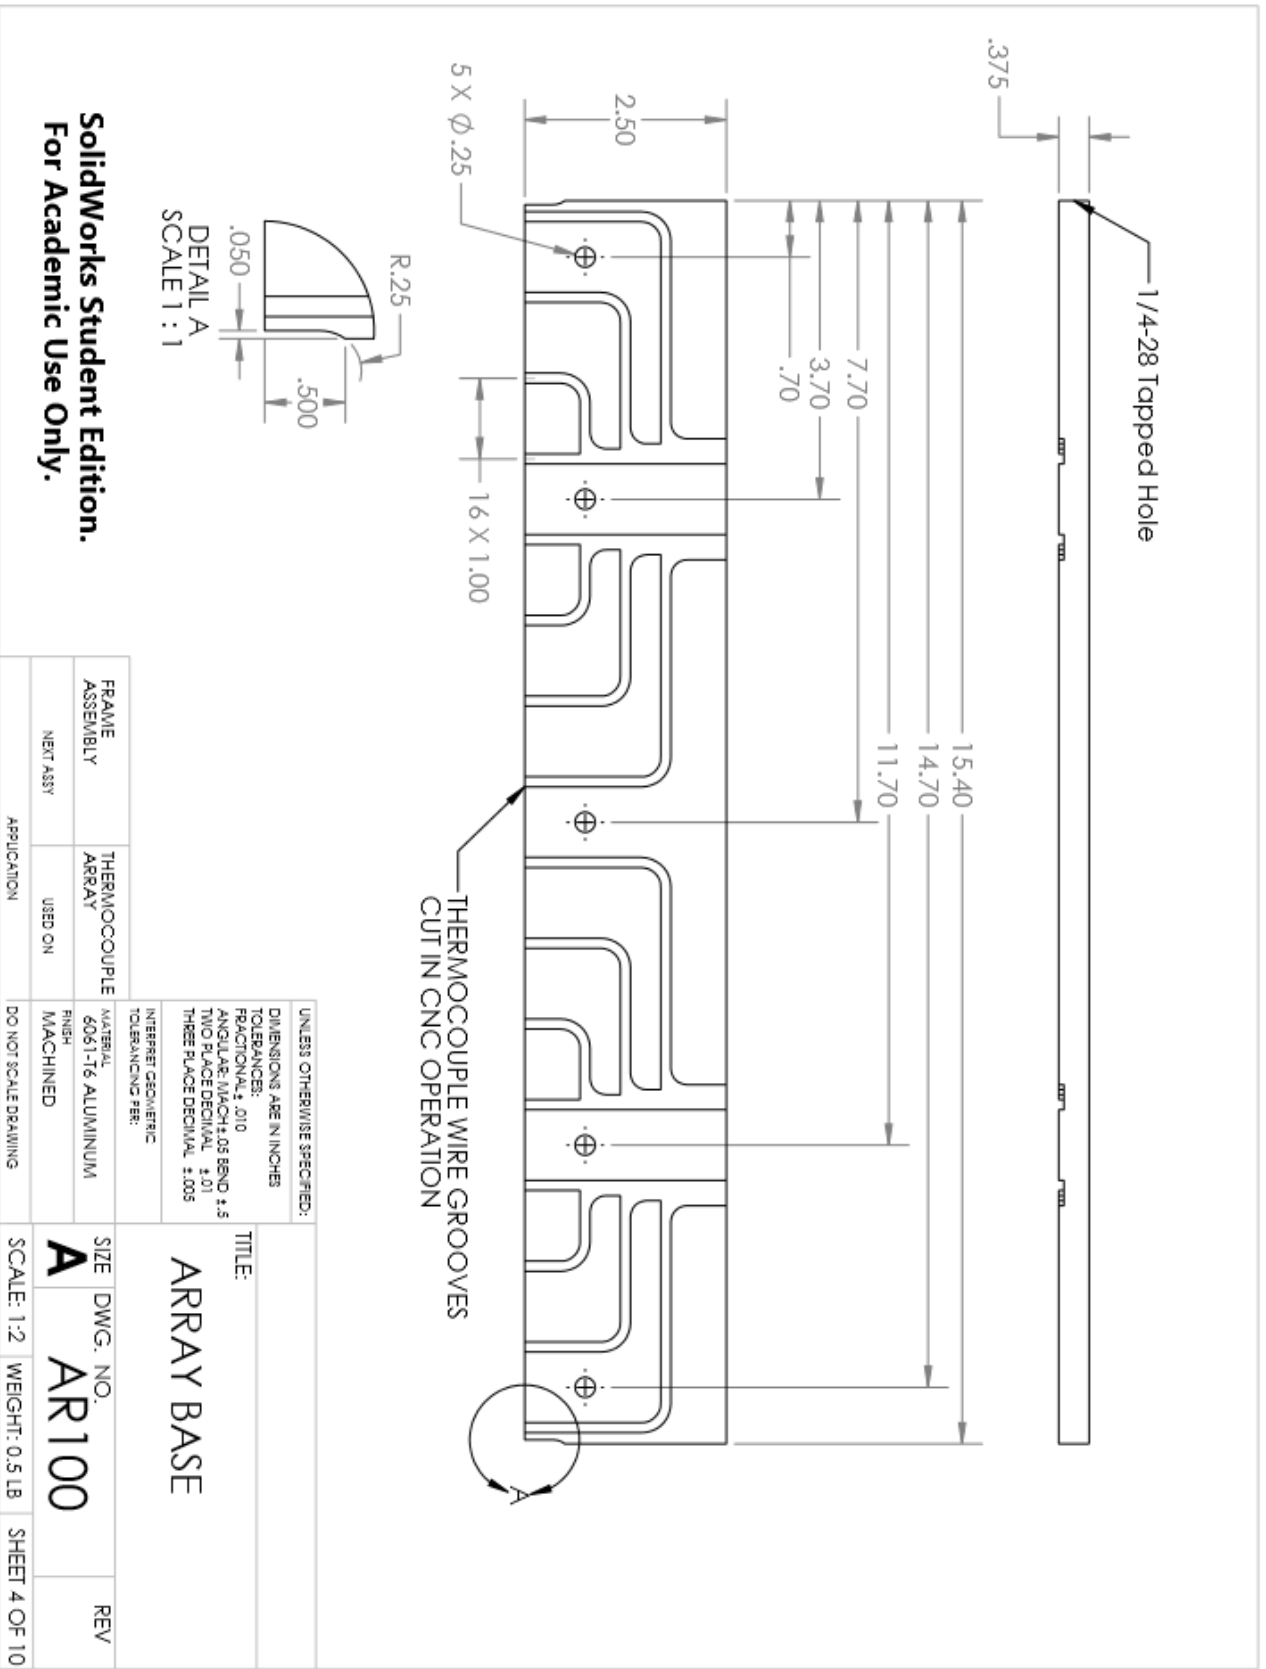 1/4-28 Tapped Hole
.375
15.40
14.70
11.70
7.70
3.70
.70
2.50
5 X Ø.25
16 X 1.00
THERMOCOUPLE WIRE GROOVES
CUT IN CNC OPERATION
A
R.25
.500
.050
DETAIL A
SCALE 1 : 1
SolidWorks Student Edition.
For Academic Use Only.
FRAME
ASSEMBLY
THERMOCOUPLE
ARRAY
NEXT ASSY
USED ON
APPLICATION
UNLESS OTHERWISE SPECIFIED:
DIMENSIONS ARE IN INCHES
TOLERANCES:
FRACTIONAL ± .010
ANGULAR: MACH ± .05 BEND ± .5
TWO PLACE DECIMAL ±.01
THREE PLACE DECIMAL ±.005
INTERPRET GEOMETRIC
TOLERANCING PER:
MATERIAL
6061-T6 ALUMINUM
FINISH
MACHINED
DO NOT SCALE DRAWING
TITLE:
ARRAY BASE
SIZE
A
DWG. NO.
AR100
REV
SCALE: 1:2
WEIGHT: 0.5 LB
SHEET 4 OF 10